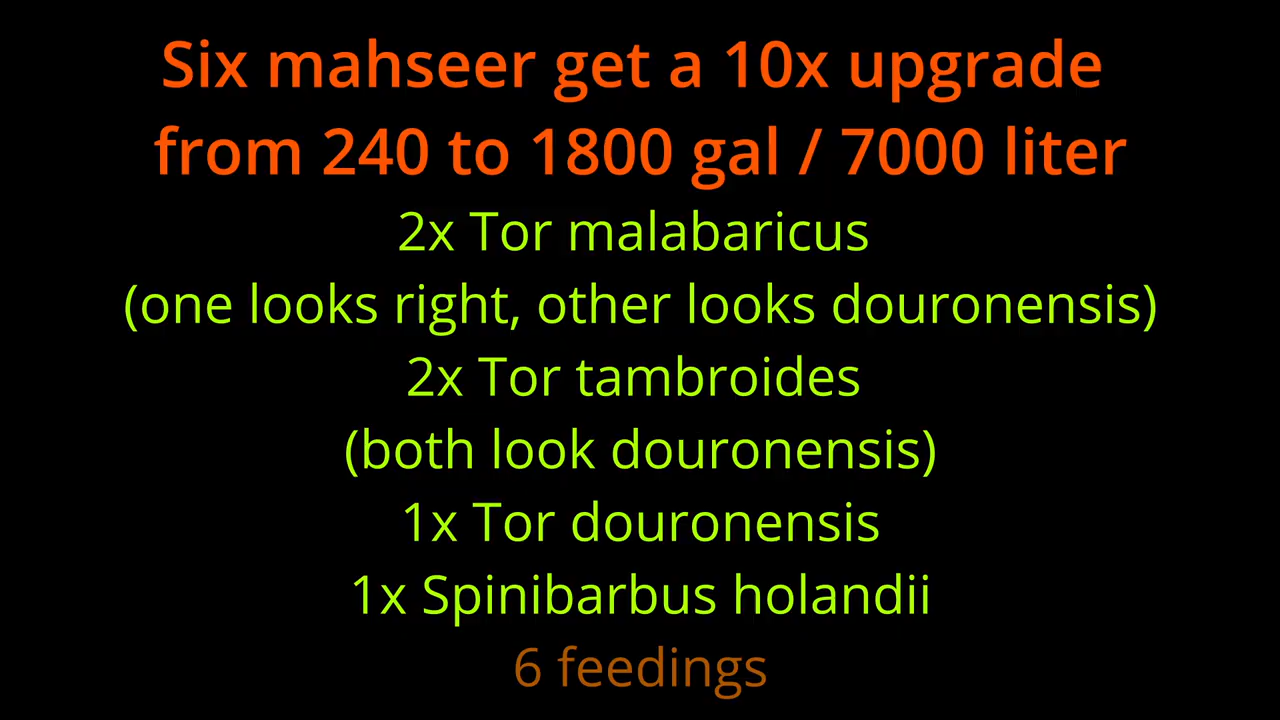 Six mahseer get a 10x upgrade
from 240 to 1800 gal / 7000 liter
2x Tor malabaricus
(one looks right, other looks douronensis)
2x Tor tambroides
(both look douronensis)
1x Tor douronensis
1x Spinibarbus holandii
6 feedings